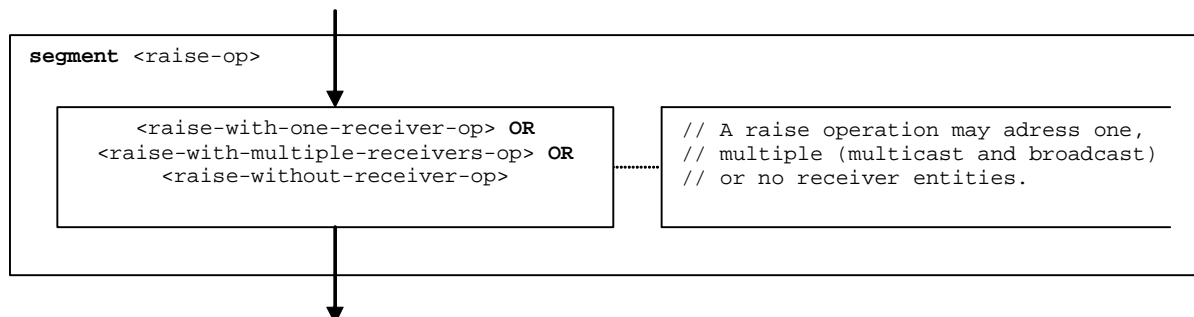 segment <raise-op>
<raise-with-one-receiver-op> OR
<raise-with-multiple-receivers-op> OR
<raise-without-receiver-op>
// A raise operation may adress one,
// multiple (multicast and broadcast)
// or no receiver entities.